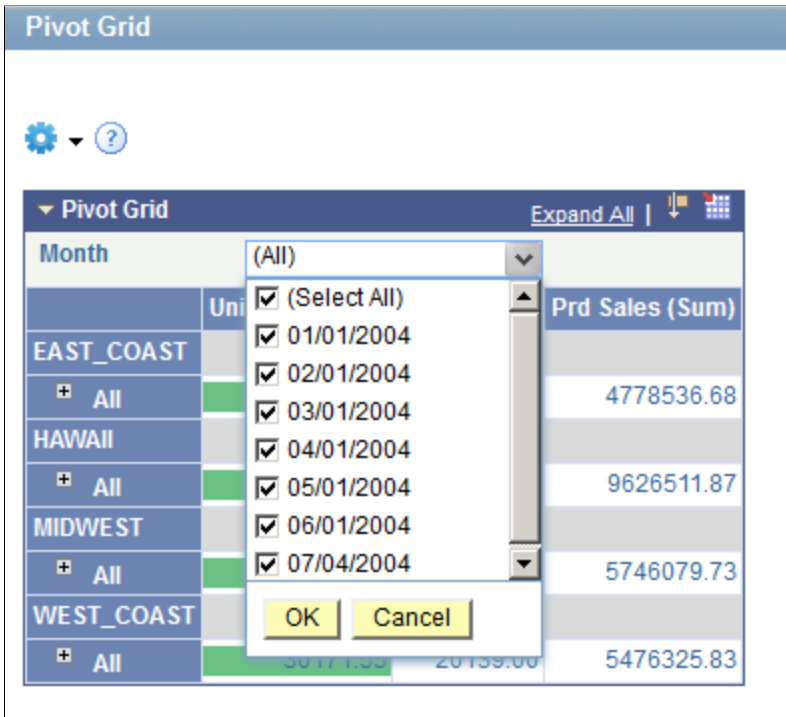 Pivot Grid
?
Pivot Grid Expand All |
Month (All)
(Select All)
Uni Prd Sales (Sum)
01/01/2004
EAST_COAST
02/01/2004
All 4778536.68
03/01/2004
HAWAII
04/01/2004
All 9626511.87
05/01/2004
MIDWEST
06/01/2004
All 5746079.73
07/04/2004
WEST_COAST
OK Cancel
All 5476325.83